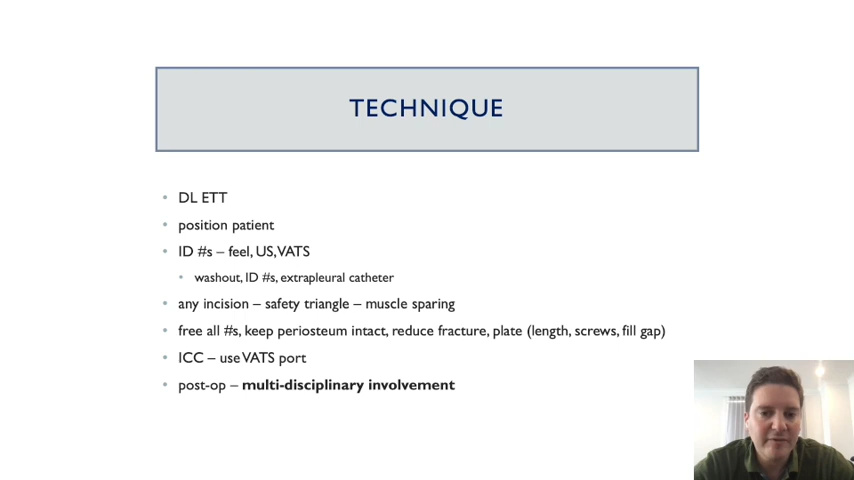 TECHNIQUE
• DL ETT
• position patient
• ID #s – feel, US, VATS
• washout, ID #s, extrapleural catheter
• any incision – safety triangle – muscle sparing
• free all #s, keep periosteum intact, reduce fracture, plate (length, screws, fill gap)
• ICC – use VATS port
• post-op – multi-disciplinary involvement